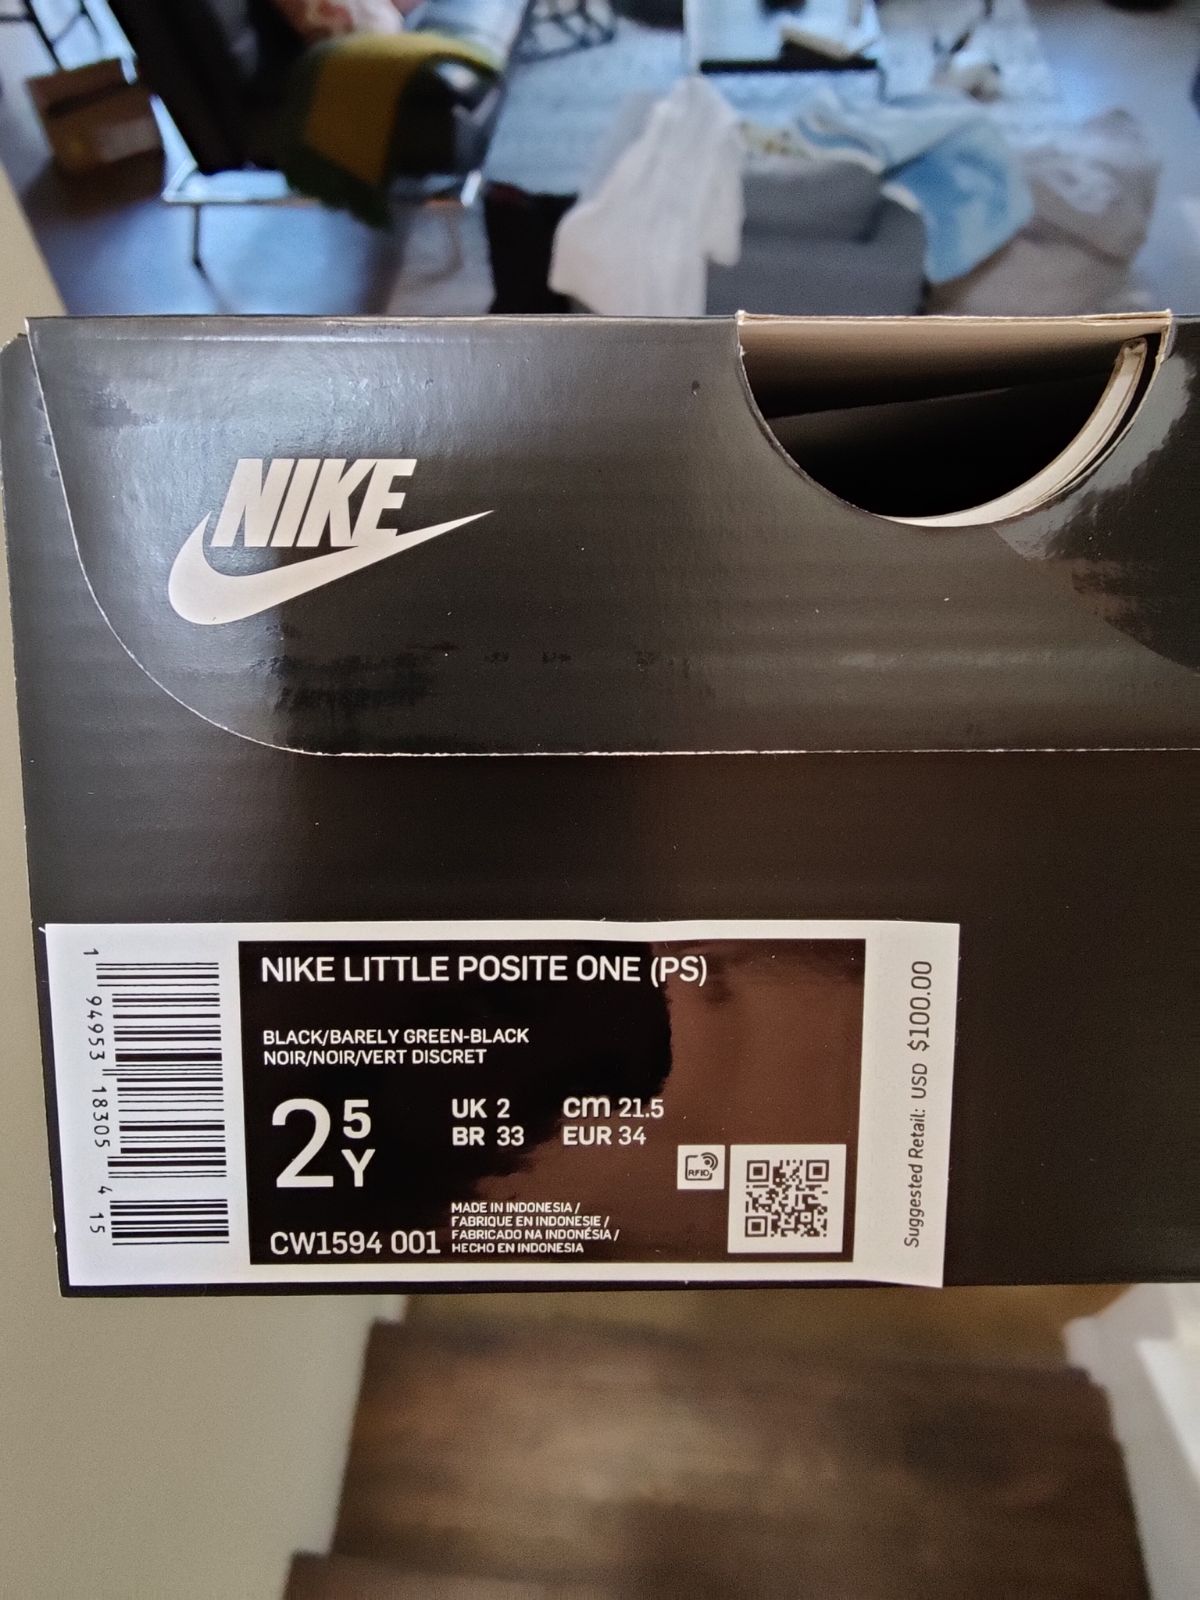 NIKE
1 94953 18305 4 15
NIKE LITTLE POSITE ONE (PS)
BLACK/BARELY GREEN-BLACK
NOIR/NOIR/VERT DISCRET
2 5 Y
UK 2 cm 21.5
BR 33 EUR 34
RFID
CW1594 001
MADE IN INDONESIA /
FABRIQUE EN INDONESIE /
FABRICADO NA INDONÉSIA /
HECHO EN INDONESIA
Suggested Retail: USD $100.00